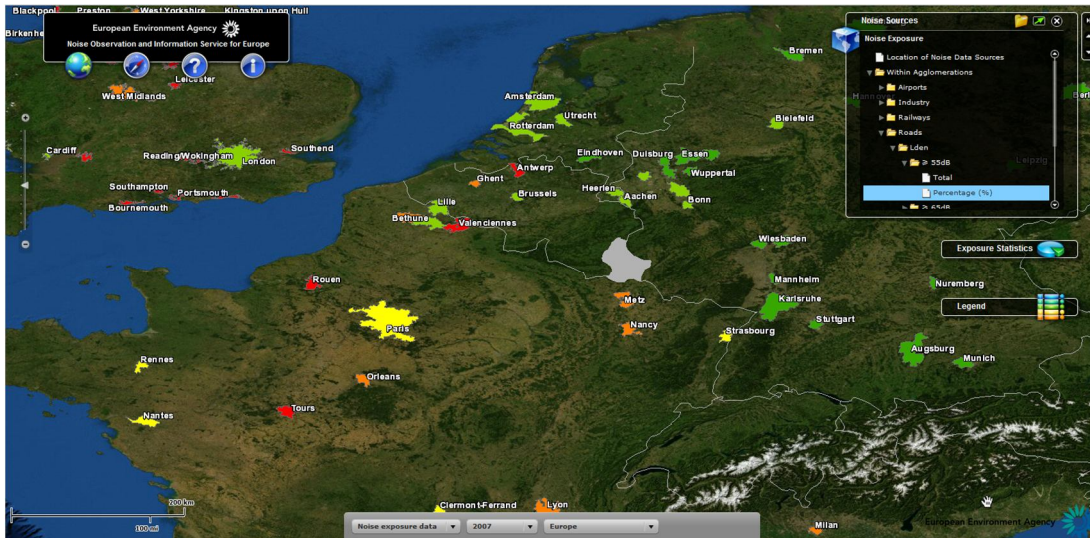 Blackpool Preston West Yorkshire Kingston upon Hull
European Environment Agency
Noise Observation and Information Service for Europe
Leicester
West Midlands
Cardiff
Reading/Wokingham
London
Southend
Southampton
Portsmouth
Bournemouth
Amsterdam
Utrecht
Rotterdam
Bremen
Bielefeld
Eindhoven
Duisburg
Essen
Wuppertal
Antwerp
Ghent
Brussels
Heerlen
Aachen
Bonn
Lille
Bethune
Valenciennes
Wiesbaden
Rouen
Metz
Mannheim
Karlsruhe
Nuremberg
Paris
Nancy
Strasbourg
Stuttgart
Augsburg
Munich
Rennes
Orleans
Nantes
Tours
Clermont-Ferrand
Lyon
Milan
Noise Sources
Noise Exposure
Location of Noise Data Sources
Within Agglomerations
Airports
Industry
Railways
Roads
Lden
≥ 55dB
Total
Percentage (%)
≥ 65dB
Leipzig
Exposure Statistics
Legend
200 km
100 mi
Noise exposure data
2007
Europe
European Environment Agency